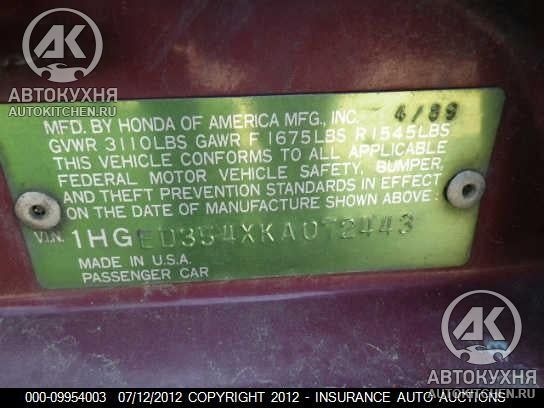 АК
АВТОКУХНЯ
AUTOKITCHEN.RU
4/89
MFD. BY HONDA OF AMERICA MFG., INC.
GVWR 3110LBS GAWR F 1675LBS R 1545LBS
THIS VEHICLE CONFORMS TO ALL APPLICABLE
FEDERAL MOTOR VEHICLE SAFETY, BUMPER,
AND THEFT PREVENTION STANDARDS IN EFFECT
ON THE DATE OF MANUFACTURE SHOWN ABOVE:
V.I.N. 1HGED354XKA072443
MADE IN U.S.A.
PASSENGER CAR
АК
АВТОКУХНЯ
AUTOKITCHEN.RU
000-09954003 07/12/2012 COPYRIGHT 2012 - INSURANCE AUTO AUCTIONS